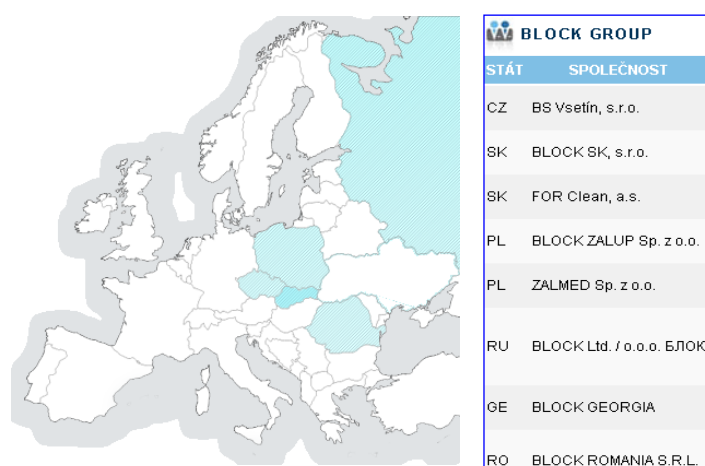 BLOCK GROUP
STÁT SPOLEČNOST
CZ BS Vsetín, s.r.o.
SK BLOCK SK, s.r.o.
SK FOR Clean, a.s.
PL BLOCK ZALUP Sp. z o.o.
PL ZALMED Sp. z o.o.
RU BLOCK Ltd. / o.o.o. БЛОК
GE BLOCK GEORGIA
RO BLOCK ROMANIA S.R.L.